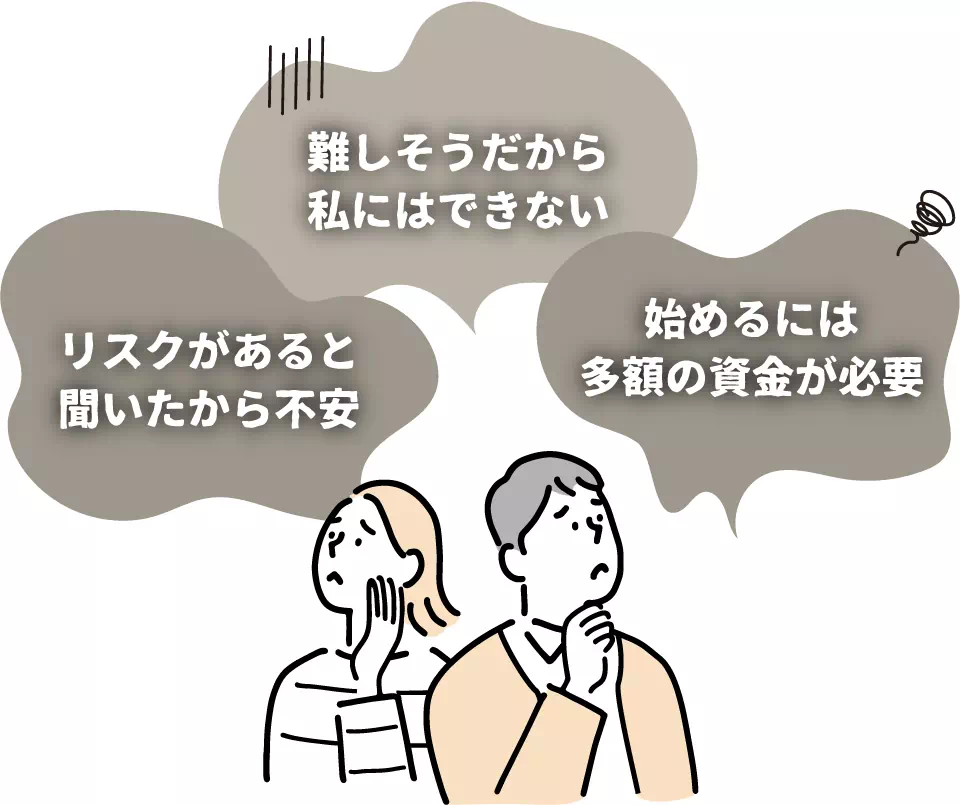 難しそうだから
私にはできない
リスクがあると
聞いたから不安
始めるには
多額の資金が必要